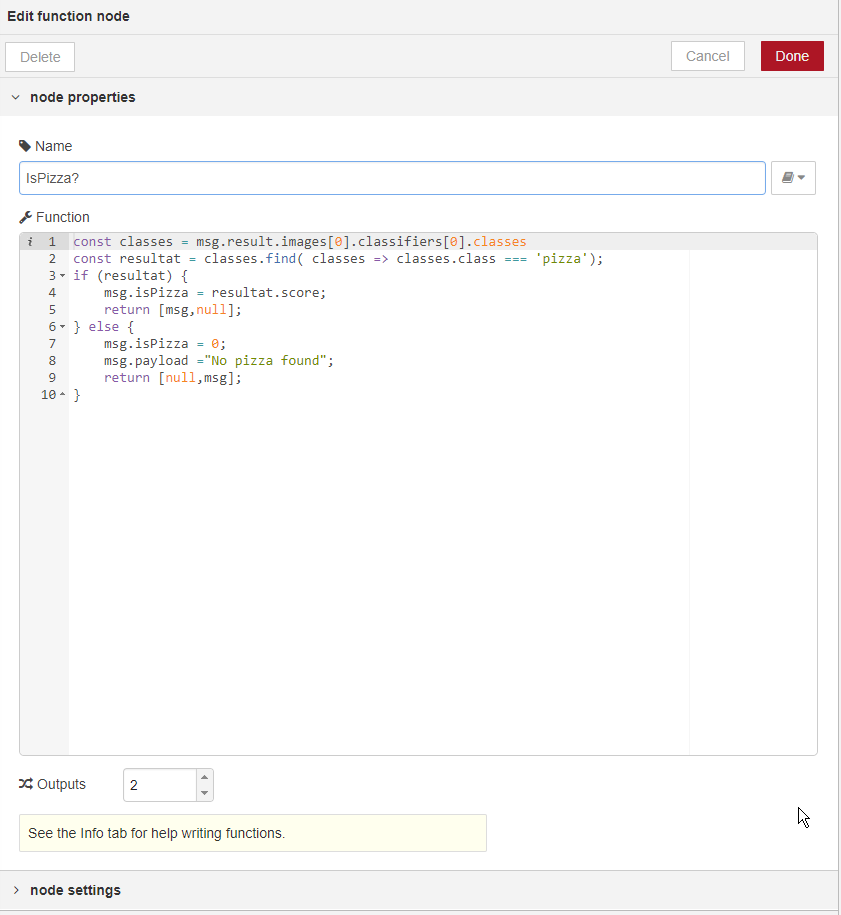 Edit function node
Delete
Cancel
Done
node properties
Name
IsPizza?
Function
i 1 const classes = msg.result.images[0].classifiers[0].classes
2 const resultat = classes.find( classes => classes.class === 'pizza');
3 if (resultat) {
4     msg.isPizza = resultat.score;
5     return [msg,null];
6 } else {
7     msg.isPizza = 0;
8     msg.payload ="No pizza found";
9     return [null,msg];
10 }
Outputs 2
See the Info tab for help writing functions.
node settings